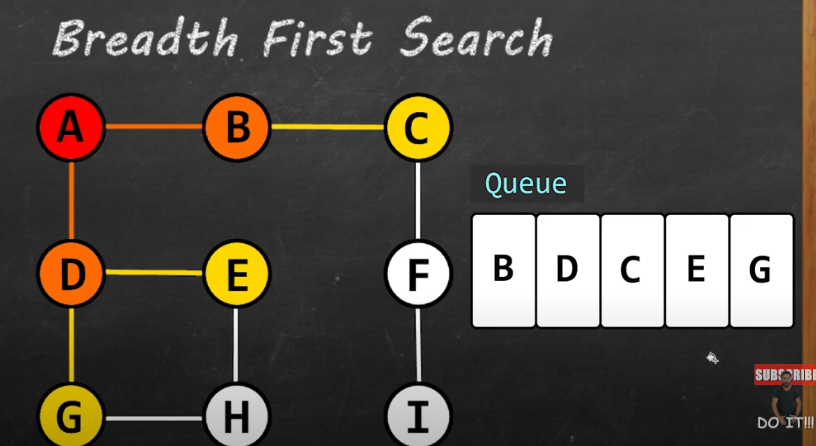 Breadth First Search
A B C
Queue
D E F
B D C E G
SUBSCRIBE
G H I
DO IT!!!